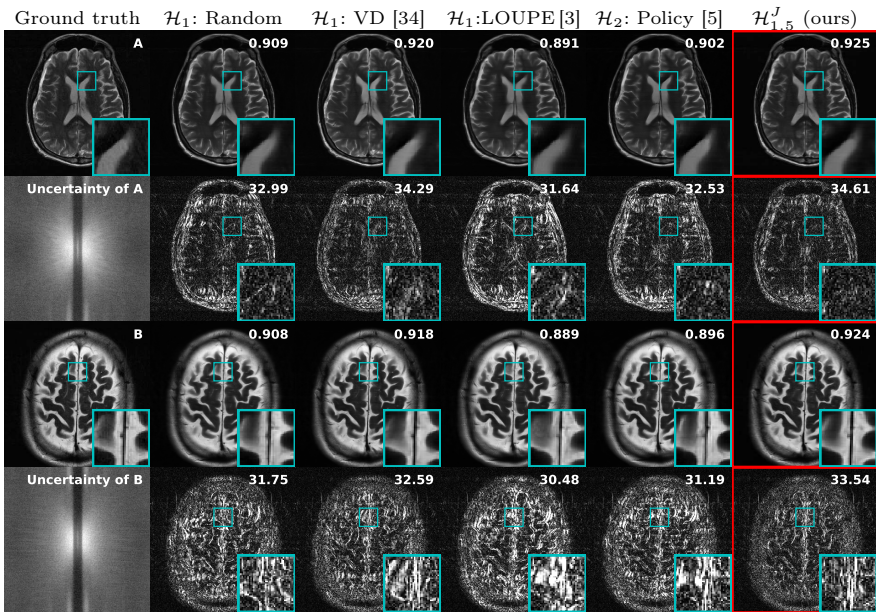 Ground truth H₁: Random H₁: VD [34] H₁:LOUPE[3] H₂: Policy [5] H₁.₅ᴶ (ours)
A 0.909 0.920 0.891 0.902 0.925
Uncertainty of A 32.99 34.29 31.64 32.53 34.61
B 0.908 0.918 0.889 0.896 0.924
Uncertainty of B 31.75 32.59 30.48 31.19 33.54